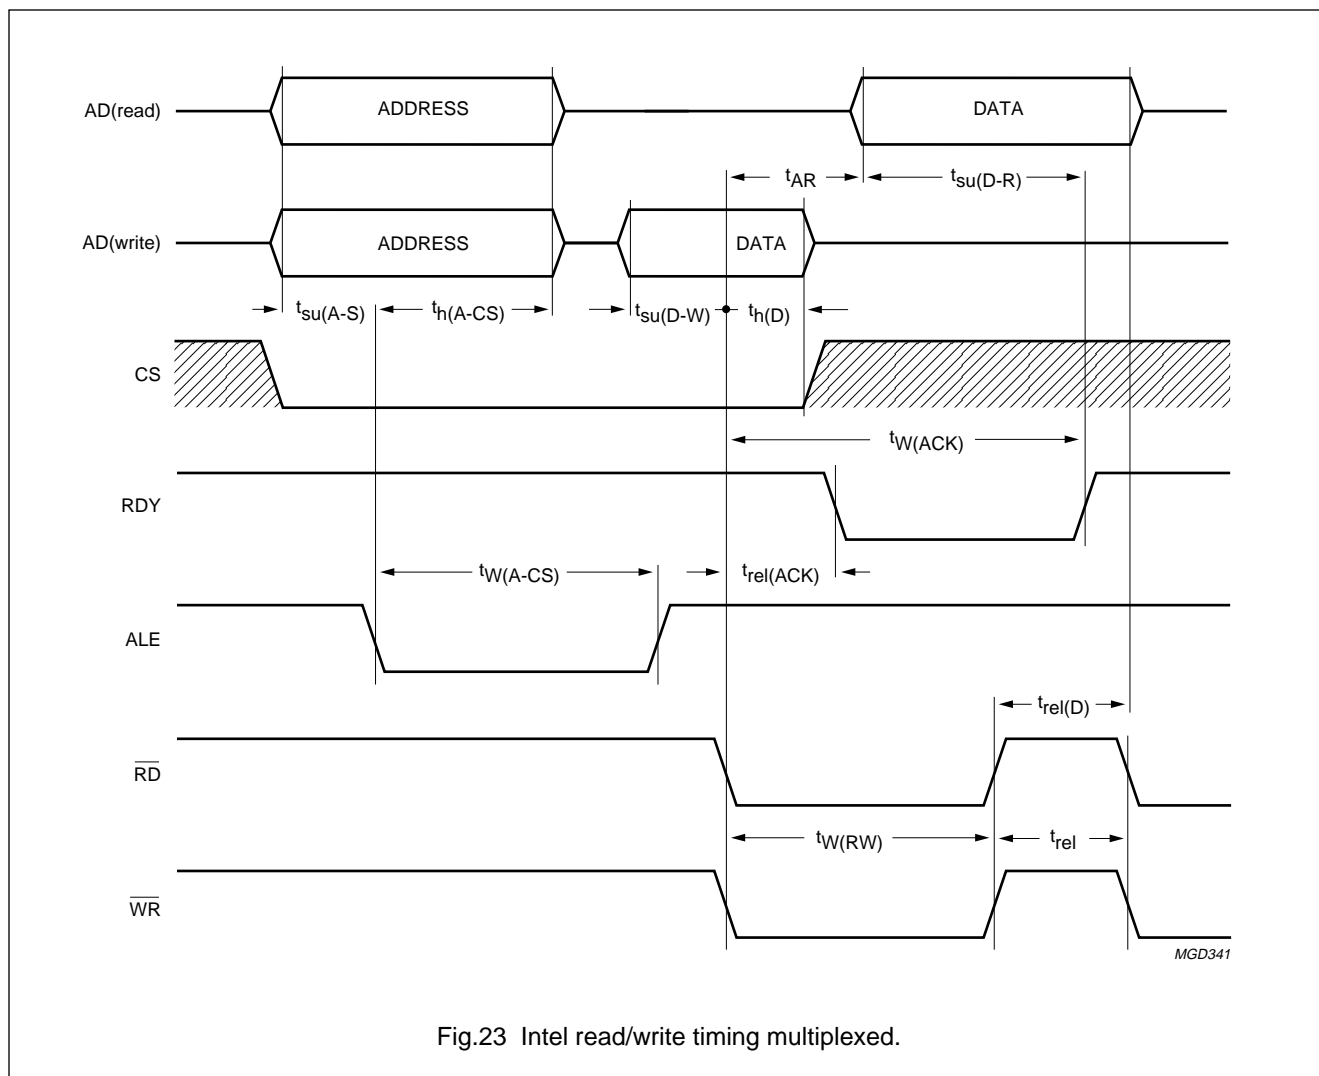 AD(read)
ADDRESS
DATA
tAR
tsu(D-R)
AD(write)
ADDRESS
DATA
tsu(A-S)
th(A-CS)
tsu(D-W)
th(D)
CS
tW(ACK)
RDY
tW(A-CS)
trel(ACK)
ALE
trel(D)
RD
tW(RW)
trel
WR
MGD341
Fig.23 Intel read/write timing multiplexed.